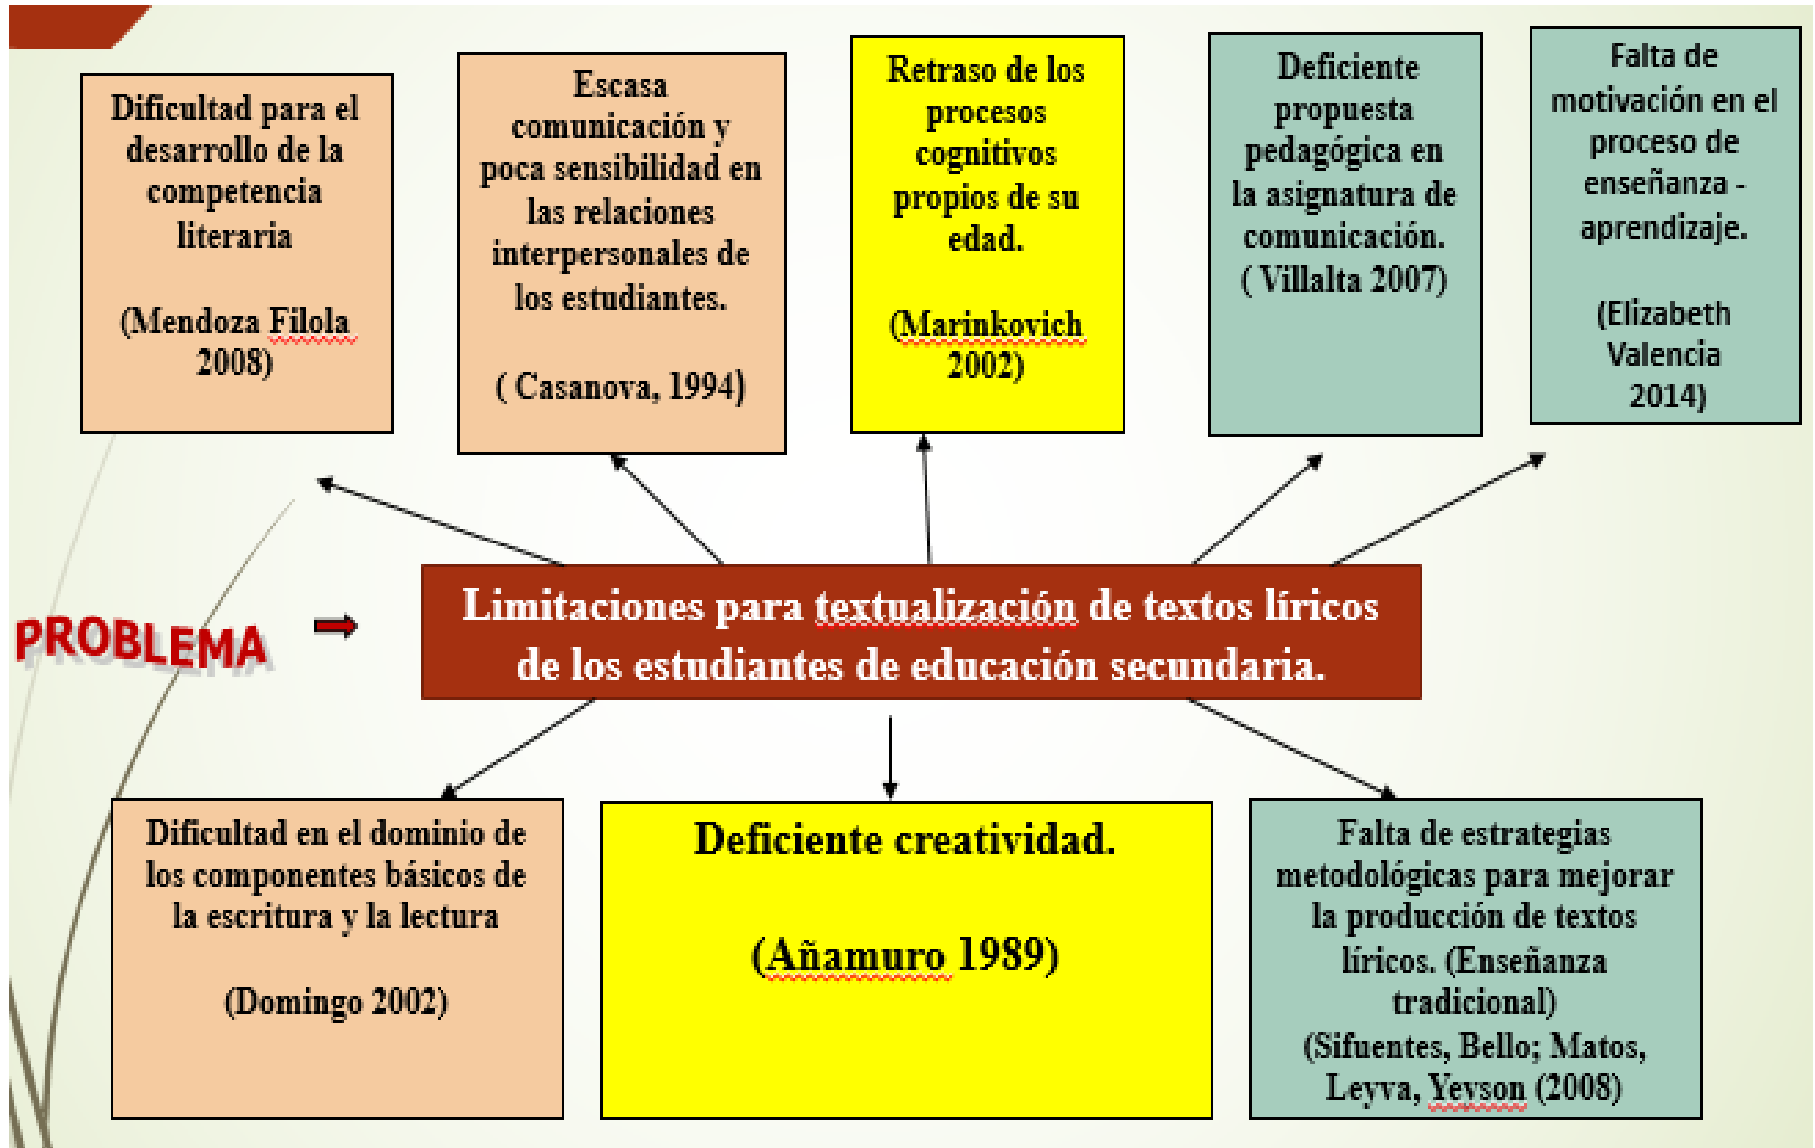 Dificultad para el
desarrollo de la
competencia
literaria
(Mendoza Filola
2008)
Escasa
comunicación y
poca sensibilidad en
las relaciones
interpersonales de
los estudiantes.
( Casanova, 1994)
Retraso de los
procesos
cognitivos
propios de su
edad.
(Marinkovich
2002)
Deficiente
propuesta
pedagógica en
la asignatura de
comunicación.
( Villalta 2007)
Falta de
motivación en el
proceso de
enseñanza -
aprendizaje.
(Elizabeth
Valencia
2014)
PROBLEMA
Limitaciones para textualización de textos líricos
de los estudiantes de educación secundaria.
Dificultad en el dominio de
los componentes básicos de
la escritura y la lectura
(Domingo 2002)
Deficiente creatividad.
(Añamuro 1989)
Falta de estrategias
metodológicas para mejorar
la producción de textos
líricos. (Enseñanza
tradicional)
(Sifuentes, Bello; Matos,
Leyva, Yeyson (2008)